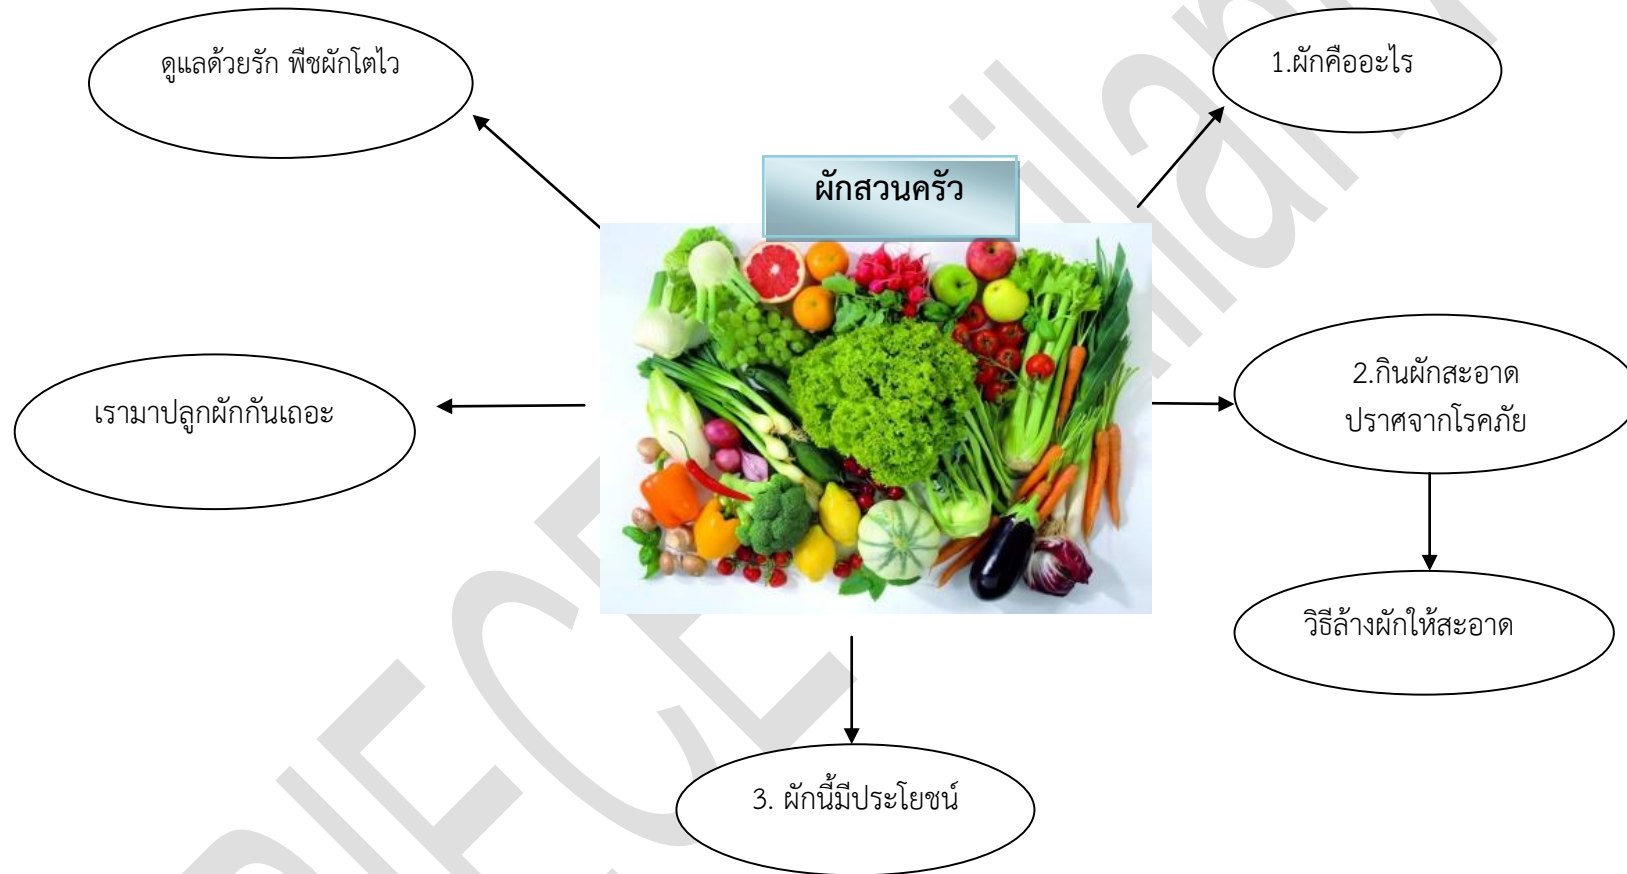 ดูแลด้วยรัก พืชผักโตไว
1.ผักคืออะไร
ผักสวนครัว
เรามาปลูกผักกันเถอะ
2.กินผักสะอาด
ปราศจากโรคภัย
วิธีล้างผักให้สะอาด
3. ผักนี้มีประโยชน์